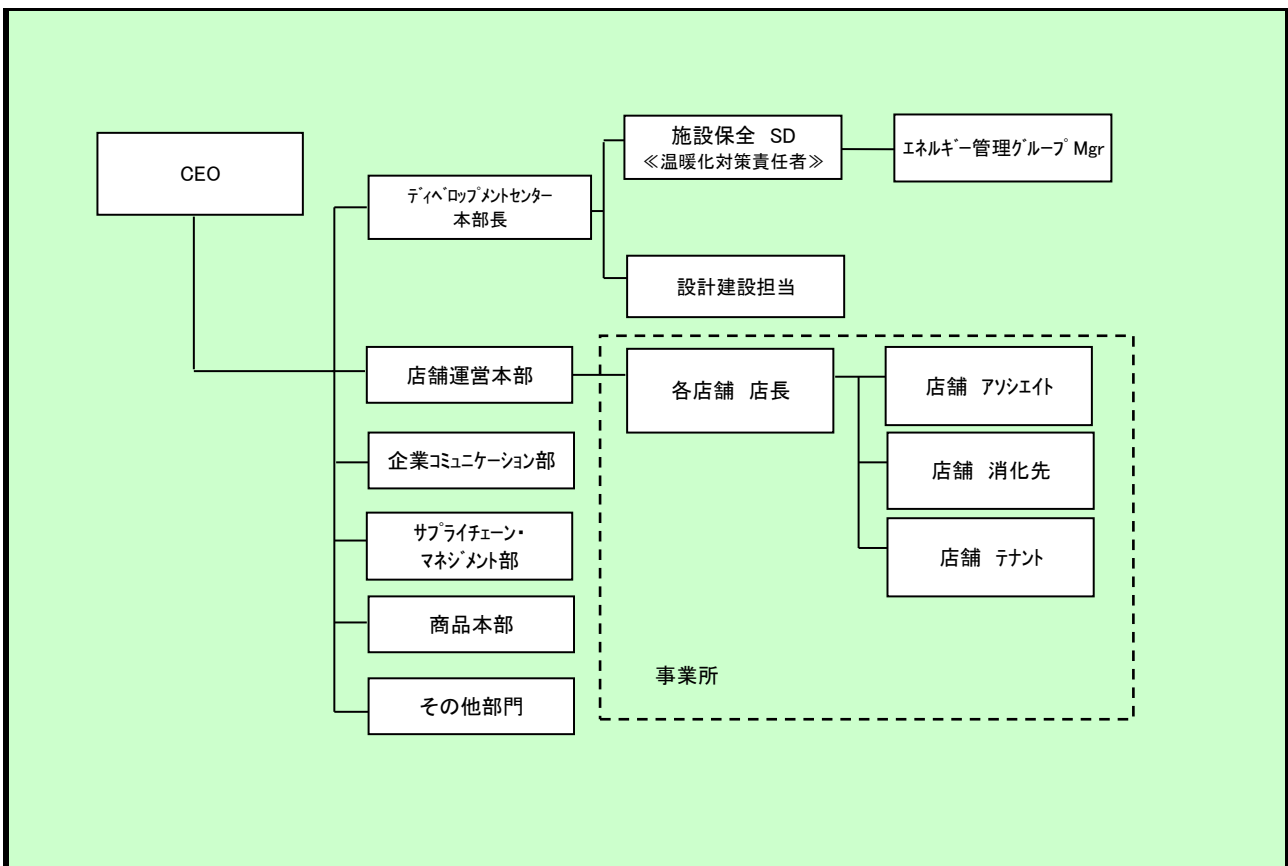 CEO
ﾃﾞｨﾍﾞﾛｯﾌﾟﾒﾝﾄセンター
本部長
施設保全 SD
≪温暖化対策責任者≫
ｴﾈﾙｷﾞｰ管理ｸﾞﾙｰﾌﾟ Mgr
設計建設担当
店舗運営本部
各店舗 店長
店舗 ｱｿｼｴｲﾄ
企業ｺﾐｭﾆｹｰｼｮﾝ部
店舗 消化先
ｻﾌﾟﾗｲﾁｪｰﾝ・
ﾏﾈｼﾞﾒﾝﾄ部
店舗 ﾃﾅﾝﾄ
商品本部
その他部門
事業所